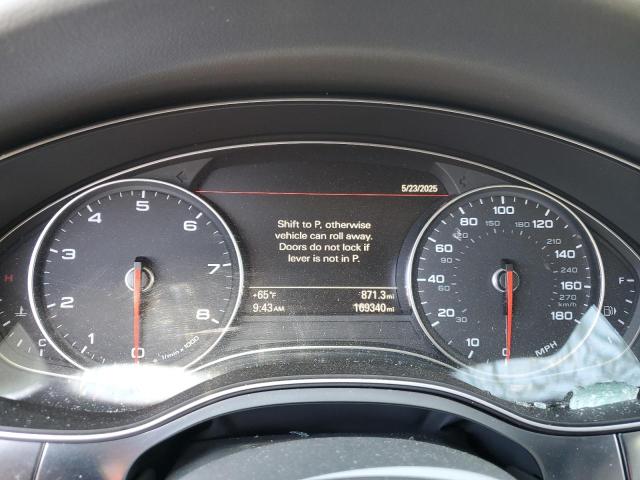 5/23/2025
Shift to P, otherwise
vehicle can roll away.
Doors do not lock if
lever is not in P.
+65°F 871.3mi
9:43AM 169340mi
0 1 2 3 4 5 6 7 8
1/min x 1000
H
C
0 10 20 40 60 80 100 120 140 160 180
MPH
30 60 90 120 150 180 210 240 270
km/h
F